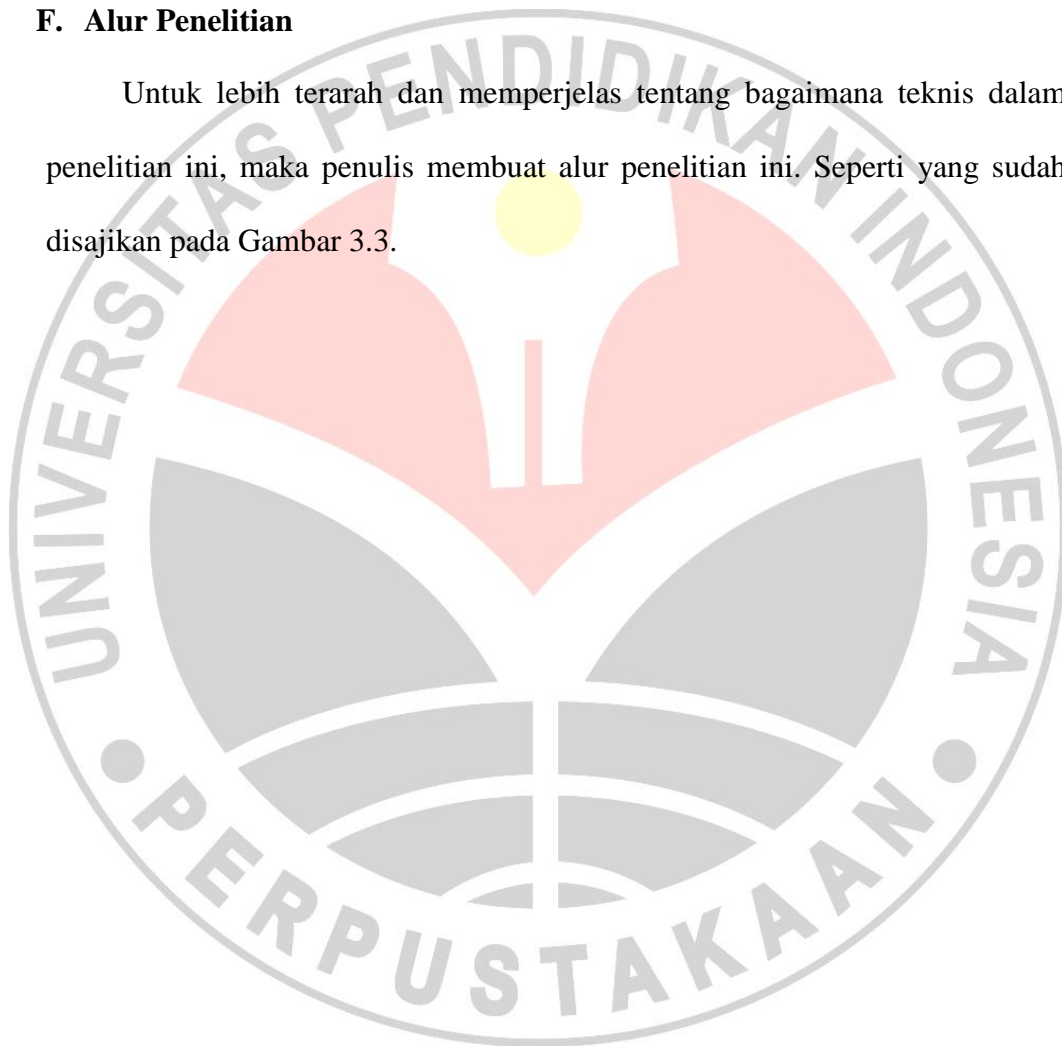 F. Alur Penelitian
Untuk lebih terarah dan memperjelas tentang bagaimana teknis dalam
penelitian ini, maka penulis membuat alur penelitian ini. Seperti yang sudah
disajikan pada Gambar 3.3.
UNIVERSITAS PENDIDIKAN INDONESIA
PERPUSTAKAAN